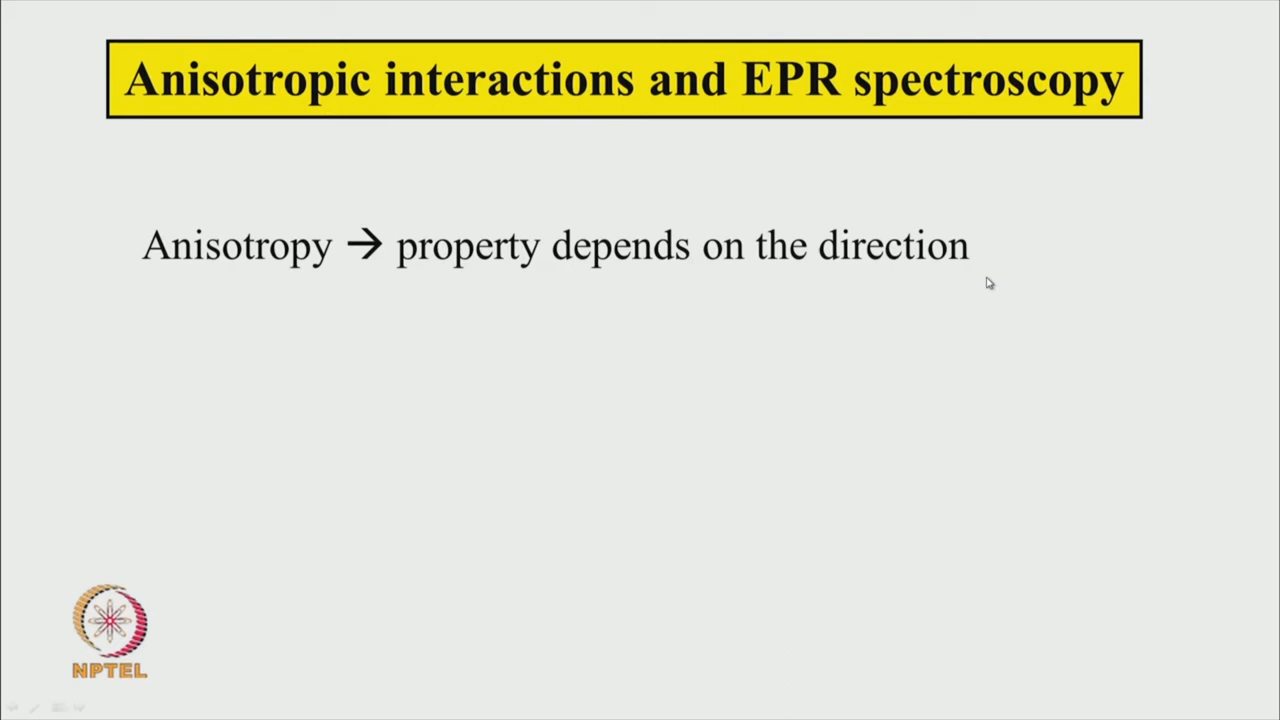 Anisotropic interactions and EPR spectroscopy
Anisotropy → property depends on the direction
NPTEL